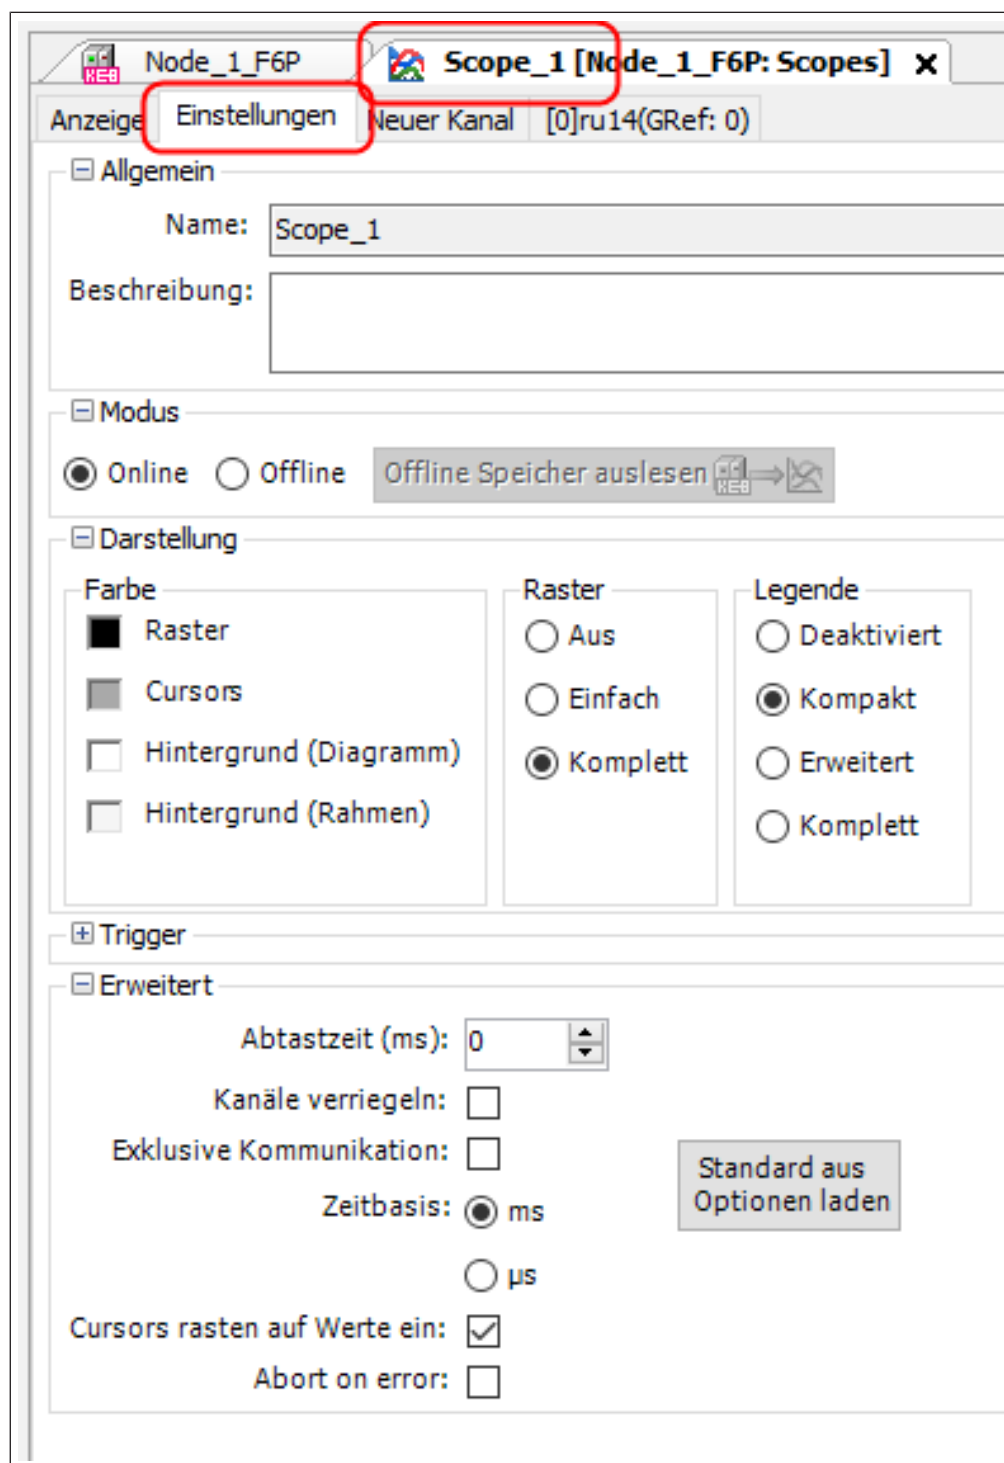 Node_1_F6P
Scope_1 [Node_1_F6P: Scopes]
Anzeige Einstellungen Neuer Kanal [0]ru14(GRef: 0)
Allgemein
Name: Scope_1
Beschreibung:
Modus
Online Offline Offline Speicher auslesen KEB
Darstellung
Farbe Raster Legende
Raster Aus Deaktiviert
Cursors Einfach Kompakt
Hintergrund (Diagramm) Komplett Erweitert
Hintergrund (Rahmen) Komplett
Trigger
Erweitert
Abtastzeit (ms): 0
Kanäle verriegeln:
Exklusive Kommunikation:
Standard aus
Optionen laden
Zeitbasis: ms
µs
Cursors rasten auf Werte ein:
Abort on error:
KEB